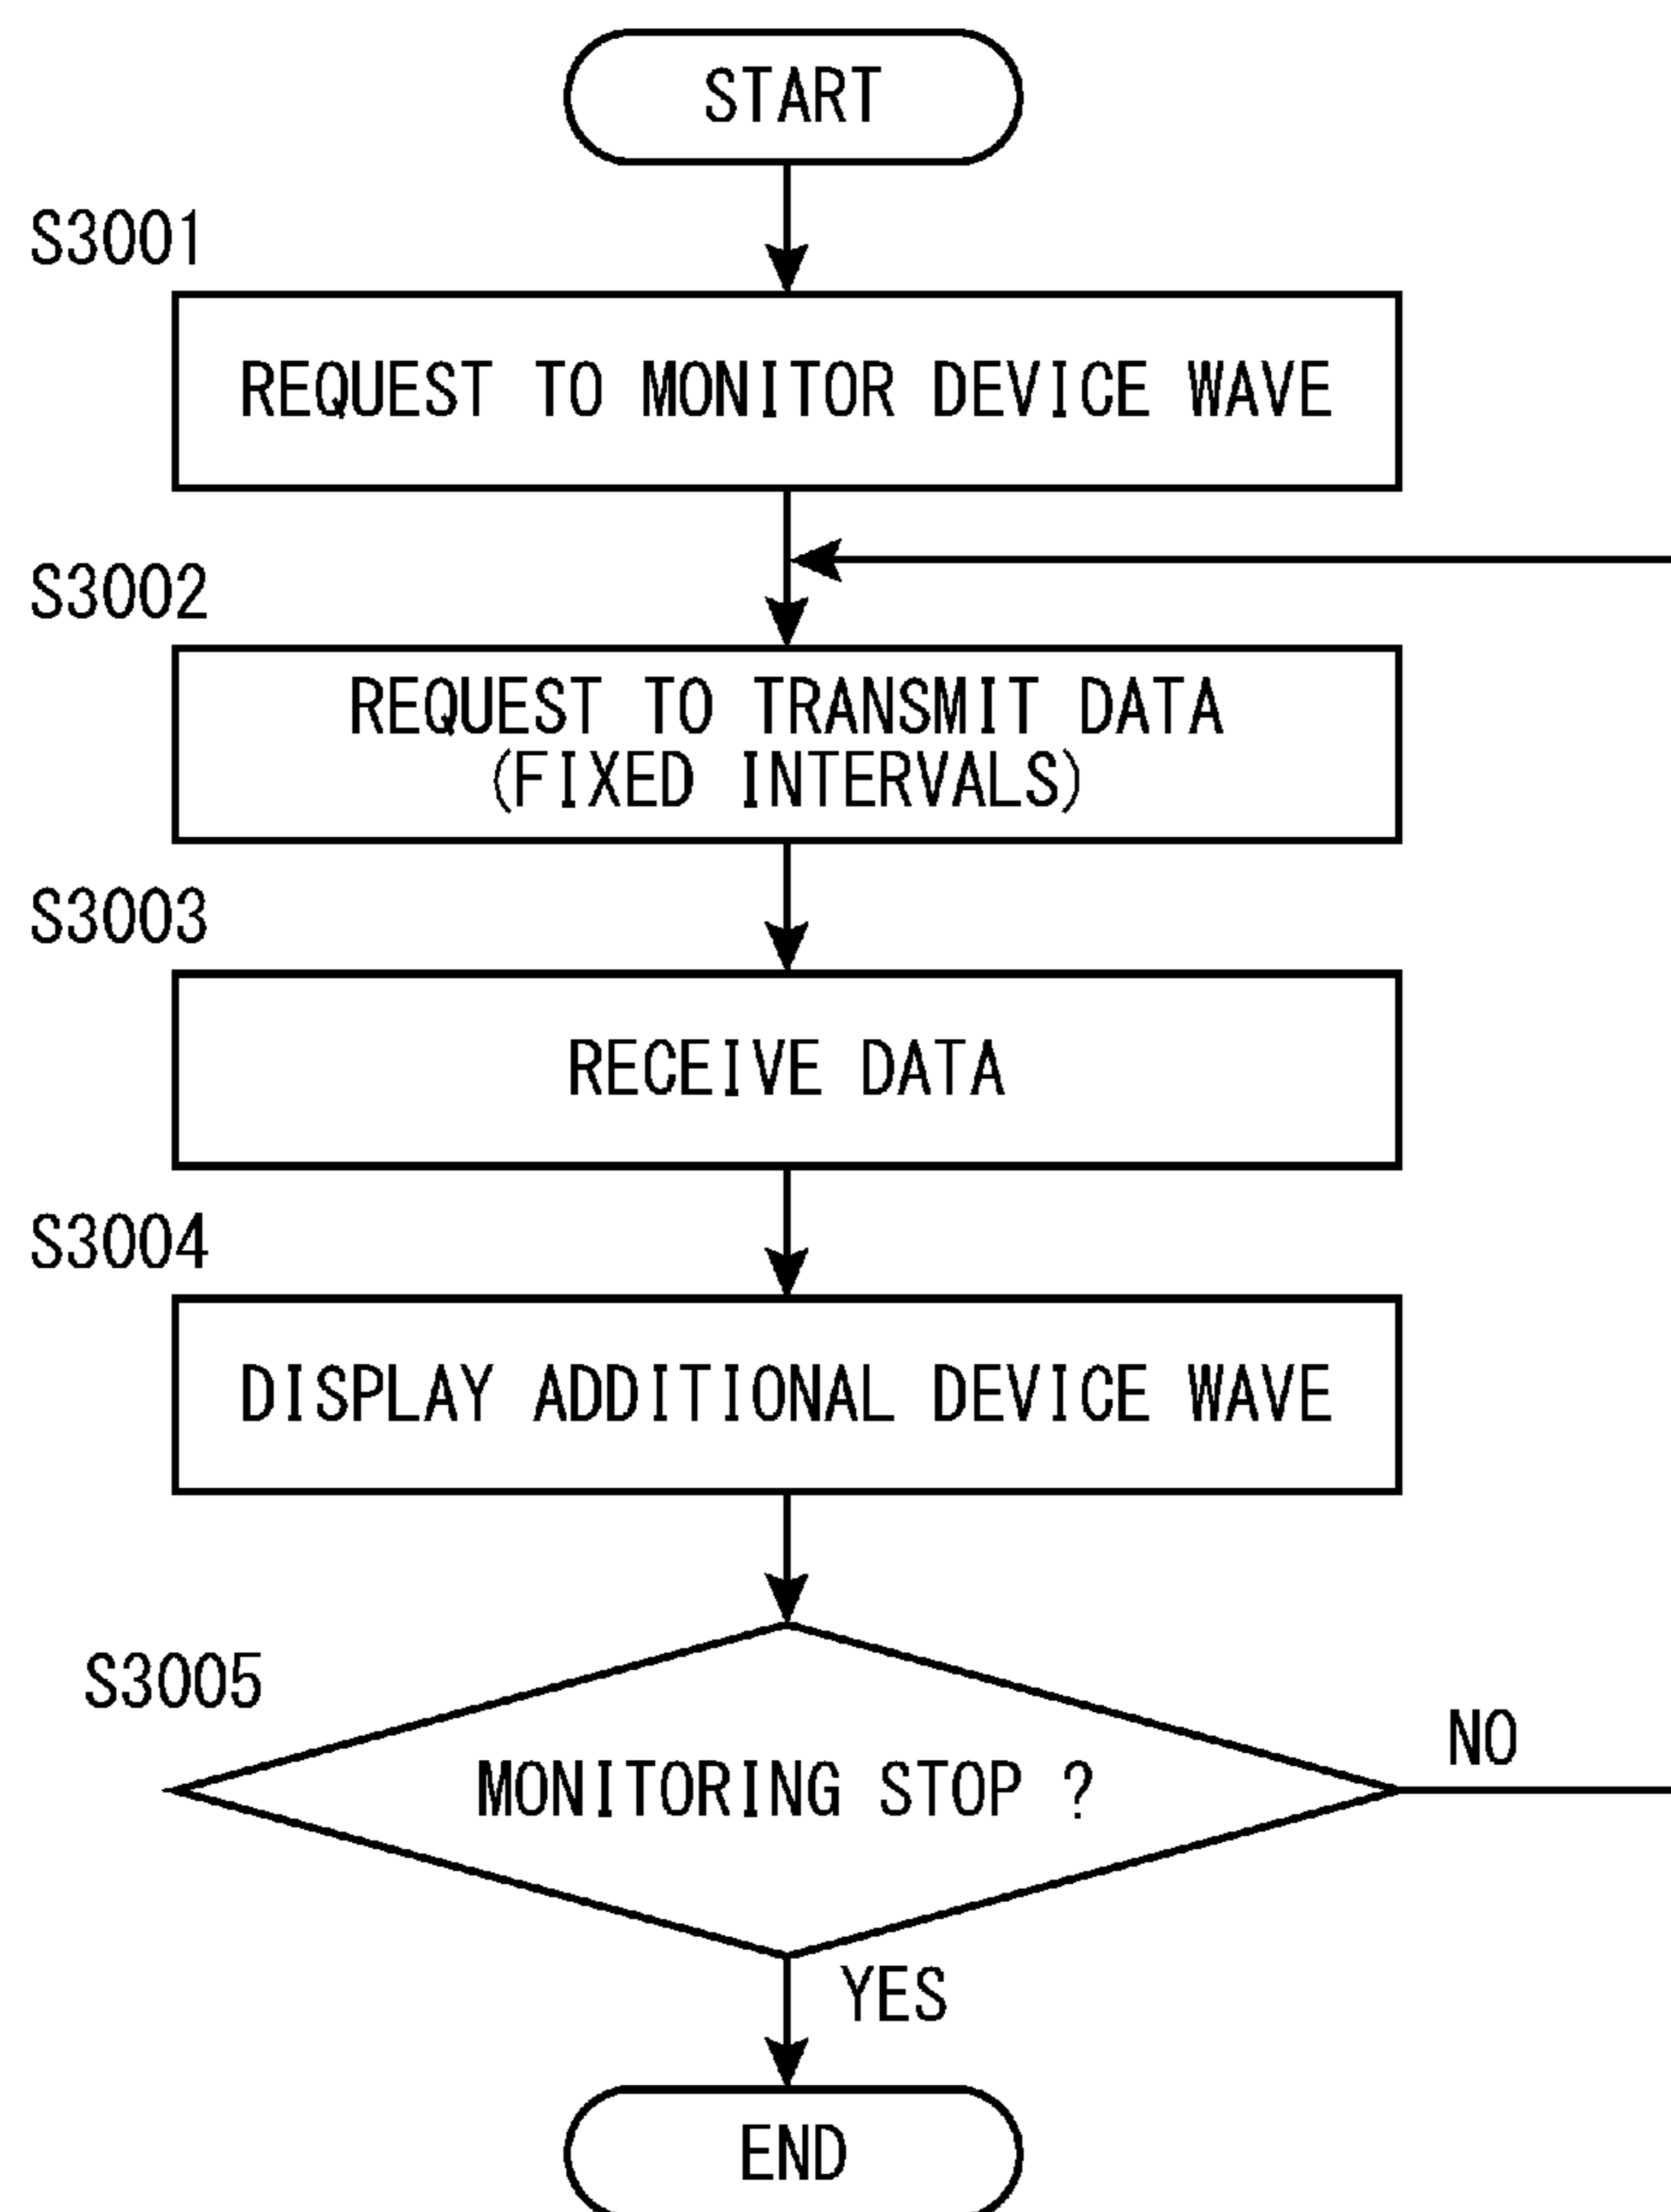 START
S3001
REQUEST TO MONITOR DEVICE WAVE
S3002
REQUEST TO TRANSMIT DATA
(FIXED INTERVALS)
S3003
RECEIVE DATA
S3004
DISPLAY ADDITIONAL DEVICE WAVE
S3005
MONITORING STOP ?
NO
YES
END